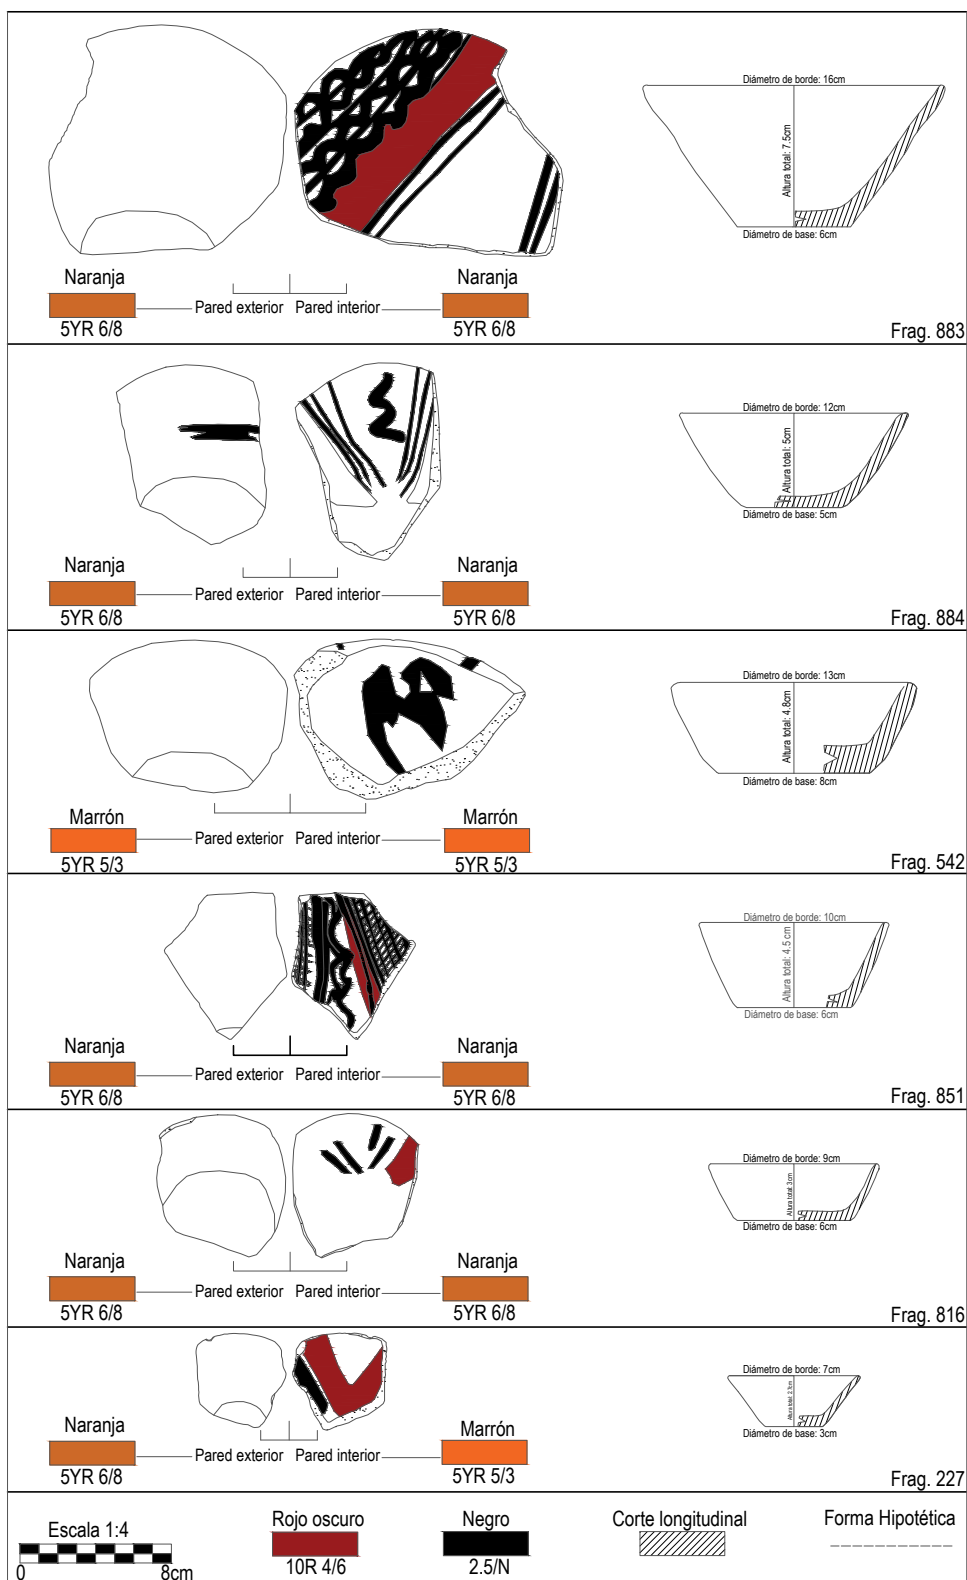 Diámetro de borde: 16cm
Altura total: 7.5cm
Diámetro de base: 6cm
Naranja
Naranja
Pared exterior Pared interior
5YR 6/8
5YR 6/8
Frag. 883
Diámetro de borde: 12cm
Altura total: 5cm
Diámetro de base: 5cm
Naranja
Naranja
Pared exterior Pared interior
5YR 6/8
5YR 6/8
Frag. 884
Diámetro de borde: 13cm
Altura total: 4.8cm
Diámetro de base: 8cm
Marrón
Marrón
Pared exterior Pared interior
5YR 5/3
5YR 5/3
Frag. 542
Diámetro de borde: 10cm
Altura total: 4.5 cm
Diámetro de base: 6cm
Naranja
Naranja
Pared exterior Pared interior
5YR 6/8
5YR 6/8
Frag. 851
Diámetro de borde: 9cm
Altura total: 3cm
Diámetro de base: 6cm
Naranja
Naranja
Pared exterior Pared interior
5YR 6/8
5YR 6/8
Frag. 816
Diámetro de borde: 7cm
Altura total: 2.7cm
Diámetro de base: 3cm
Naranja
Marrón
Pared exterior Pared interior
5YR 6/8
5YR 5/3
Frag. 227
Escala 1:4
0 8cm
Rojo oscuro
10R 4/6
Negro
2.5/N
Corte longitudinal
Forma Hipotética